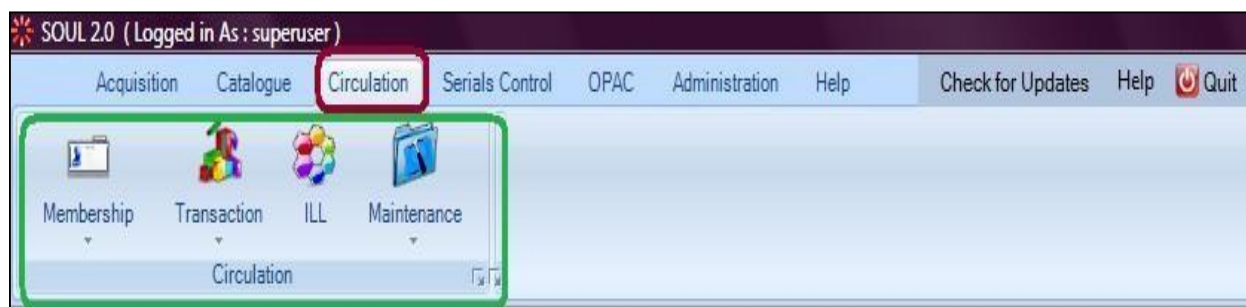 SOUL 2.0 ( Logged in As : superuser )
Acquisition Catalogue Circulation Serials Control OPAC Administration Help Check for Updates Help Quit
Membership Transaction ILL Maintenance
Circulation